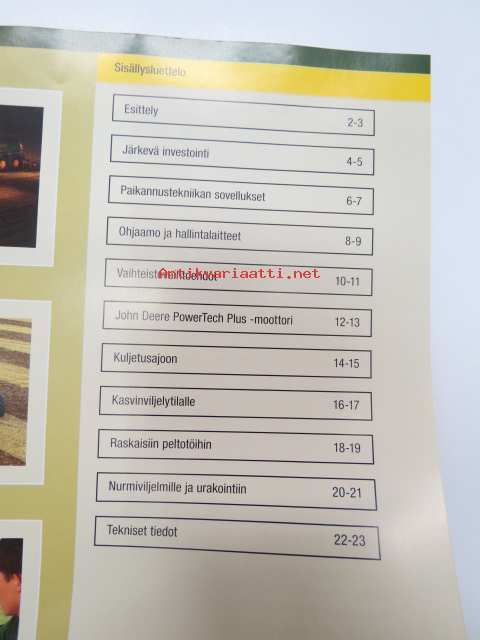 Sisällysluettelo
Esittely 2-3
Järkevä investointi 4-5
Paikannustekniikan sovellukset 6-7
Ohjaamo ja hallintalaitteet 8-9
Antikvariaatti.net
Vaihteistovaihtoehdot 10-11
John Deere PowerTech Plus -moottori 12-13
Kuljetusajoon 14-15
Kasvinviljelytilalle 16-17
Raskaisiin peltotöihin 18-19
Nurmiviljelmille ja urakointiin 20-21
Tekniset tiedot 22-23